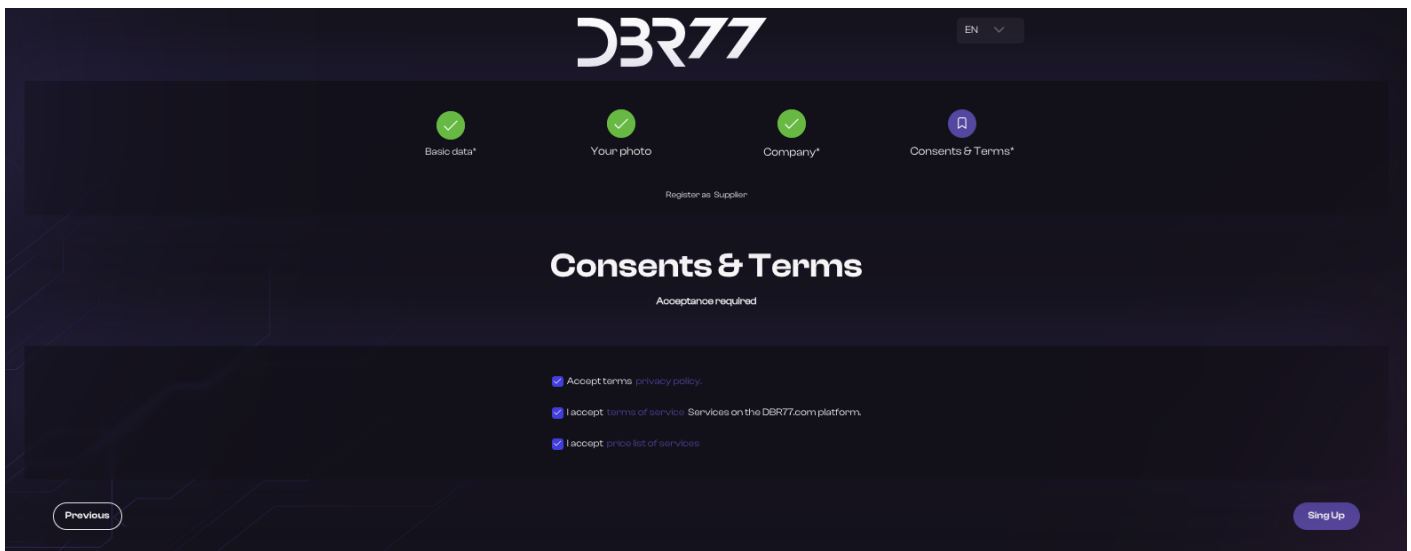 DBR77
EN
Basic data*
Your photo
Company*
Consents & Terms*
Register as Supplier
Consents & Terms
Acceptance required
Accept terms privacy policy.
I accept terms of service Services on the DBR77.com platform.
I accept price list of services
Previous
Sing Up